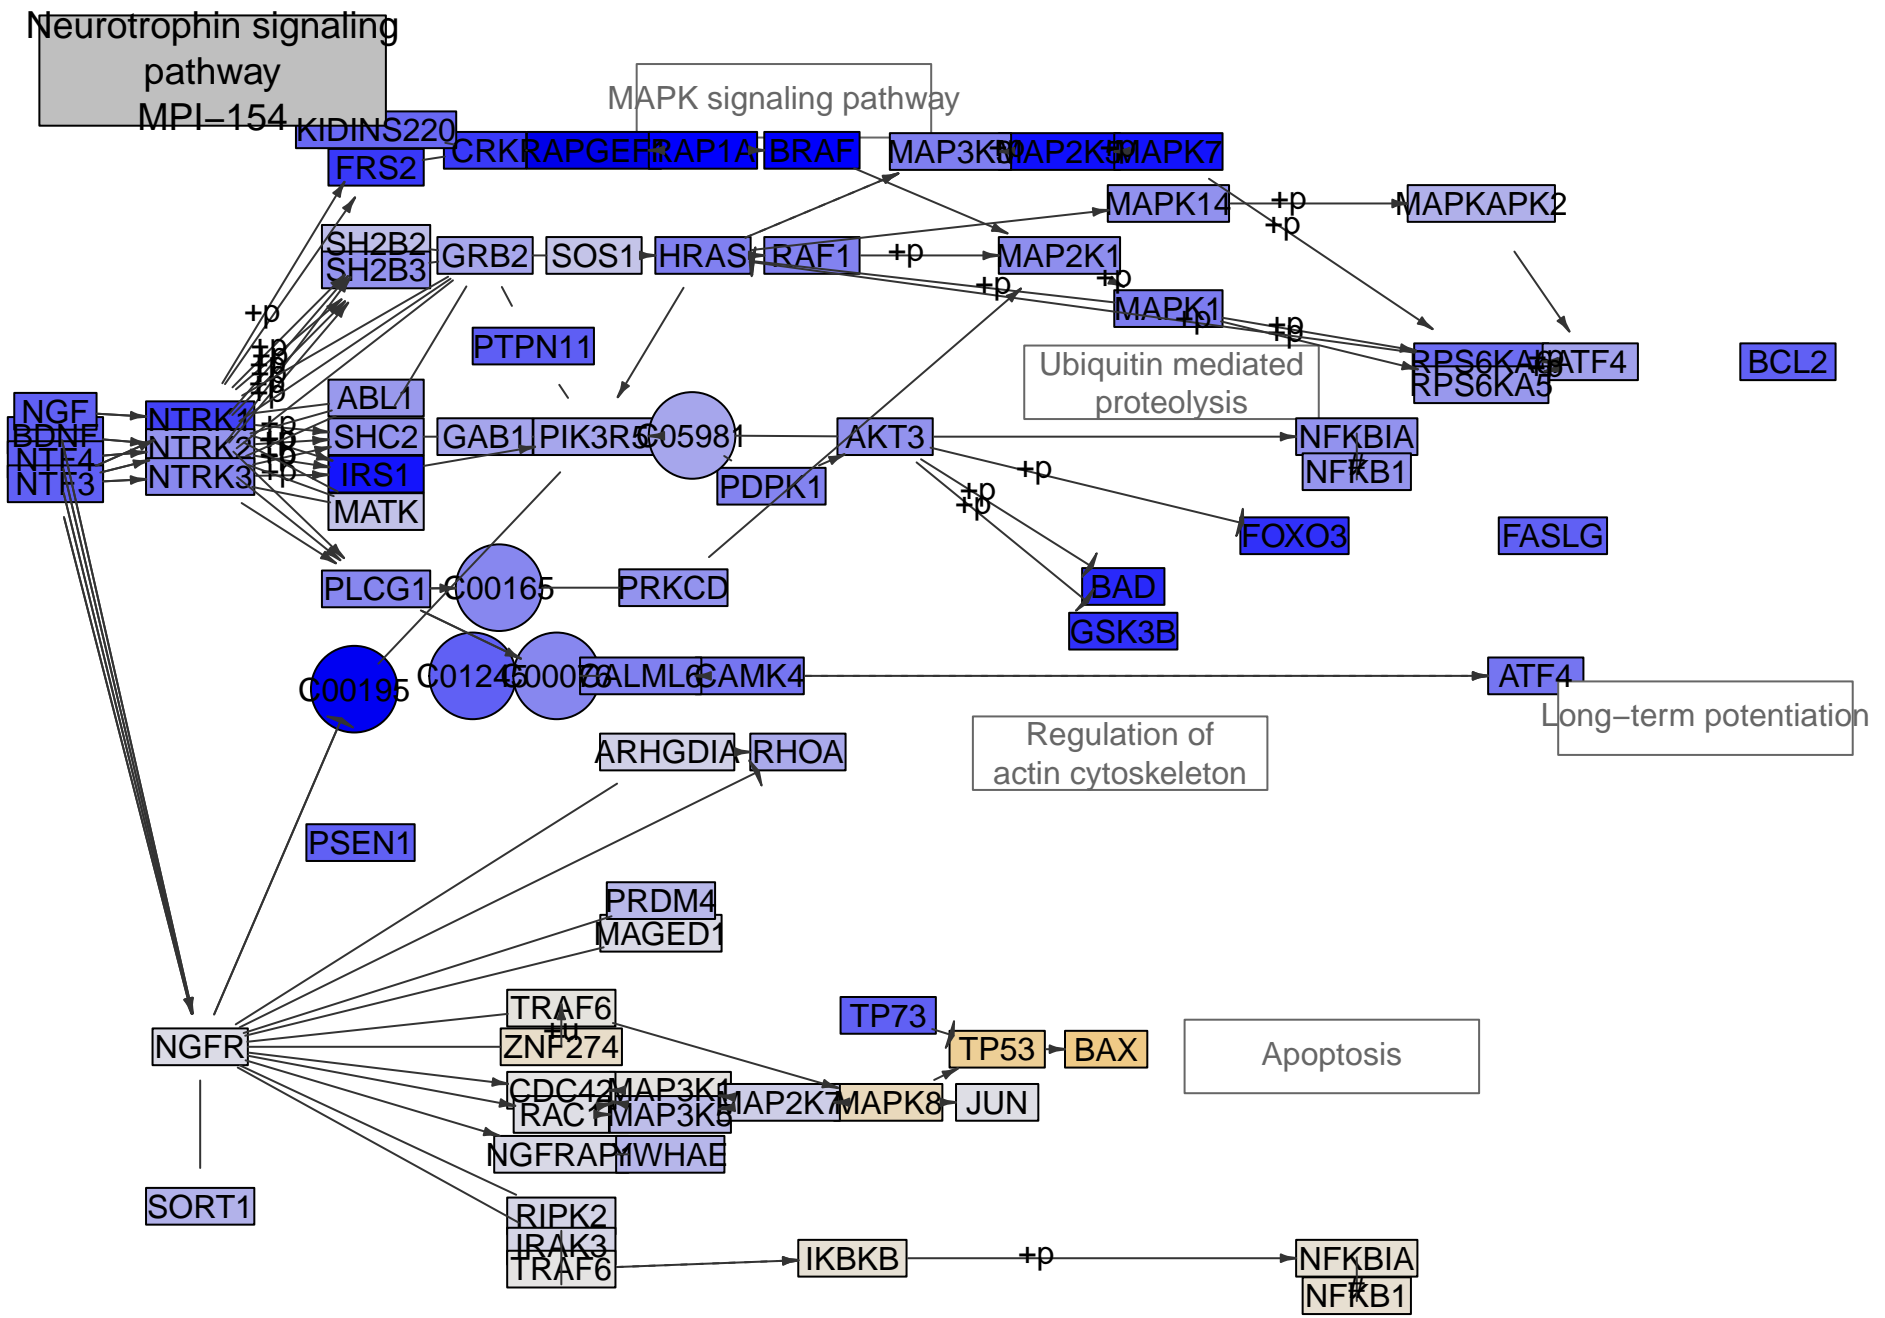 Neurotrophin signaling
pathway
MPI−154
MAPK signaling pathway
KIDINS220
FRS2
RAP1A
BRAF
MAP2K5
MAPK7
MAPK14
+p
MAPKAPK2
+p
SH2B2
SH2B3
GRB2
SOS1
HRAS
RAF1
+p
MAP2K1
+p
+p
MAPK1
+p
+p
+p
+p
PTPN11
Ubiquitin mediated
proteolysis
RPS6KA5
ATF4
BCL2
+p
+p
+p
+p
NGF
BDNF
NTF4
NTF3
NTRK1
NTRK2
NTRK3
+p
+p
+p
+p
ABL1
SHC2
IRS1
MATK
GAB1
PIK3R5
C05981
PDPK1
AKT3
+p
+p
+p
NFKBIA
NFKB1
FOXO3
FASLG
BAD
GSK3B
PLCG1
C00165
PRKCD
C00195
C01245
C00076
CALML6
CAMK4
ATF4
Long−term potentiation
Regulation of
actin cytoskeleton
ARHGDIA
RHOA
PSEN1
PRDM4
MAGED1
NGFR
TRAF6
+u
ZNF274
TP73
TP53
BAX
Apoptosis
CDC42
RAC1
MAP3K1
MAP3K5
MAP2K7
MAPK8
JUN
NGFRAP1
YWHAE
SORT1
RIPK2
IRAK3
TRAF6
IKBKB
+p
NFKBIA
NFKB1